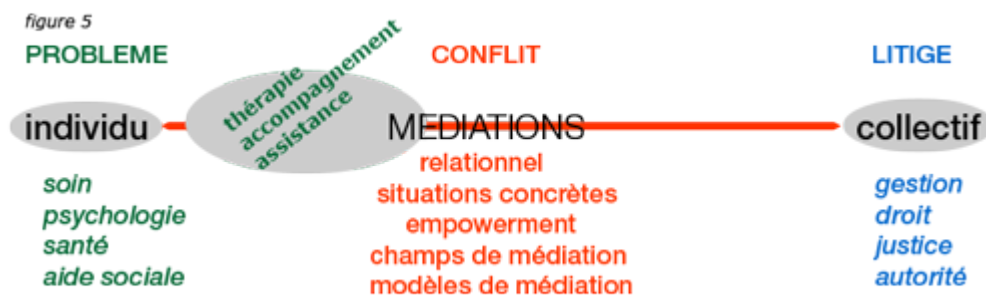 figure 5
PROBLEME
CONFLIT
LITIGE
thérapie
accompagnement
assistance
individu
MEDIATIONS
collectif
soin
psychologie
santé
aide sociale
relationnel
situations concrètes
empowerment
champs de médiation
modèles de médiation
gestion
droit
justice
autorité